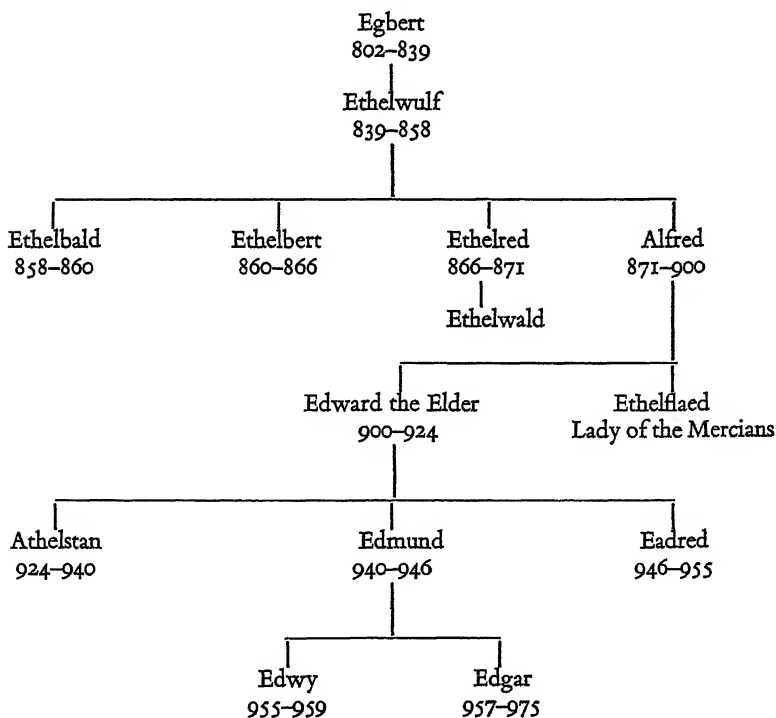 Egbert
802–839
Ethelwulf
839–858
Ethelbald
858–860
Ethelbert
860–866
Ethelred
866–871
Alfred
871–900
Ethelwald
Edward the Elder
900–924
Ethelflaed
Lady of the Mercians
Athelstan
924–940
Edmund
940–946
Eadred
946–955
Edwy
955–959
Edgar
957–975